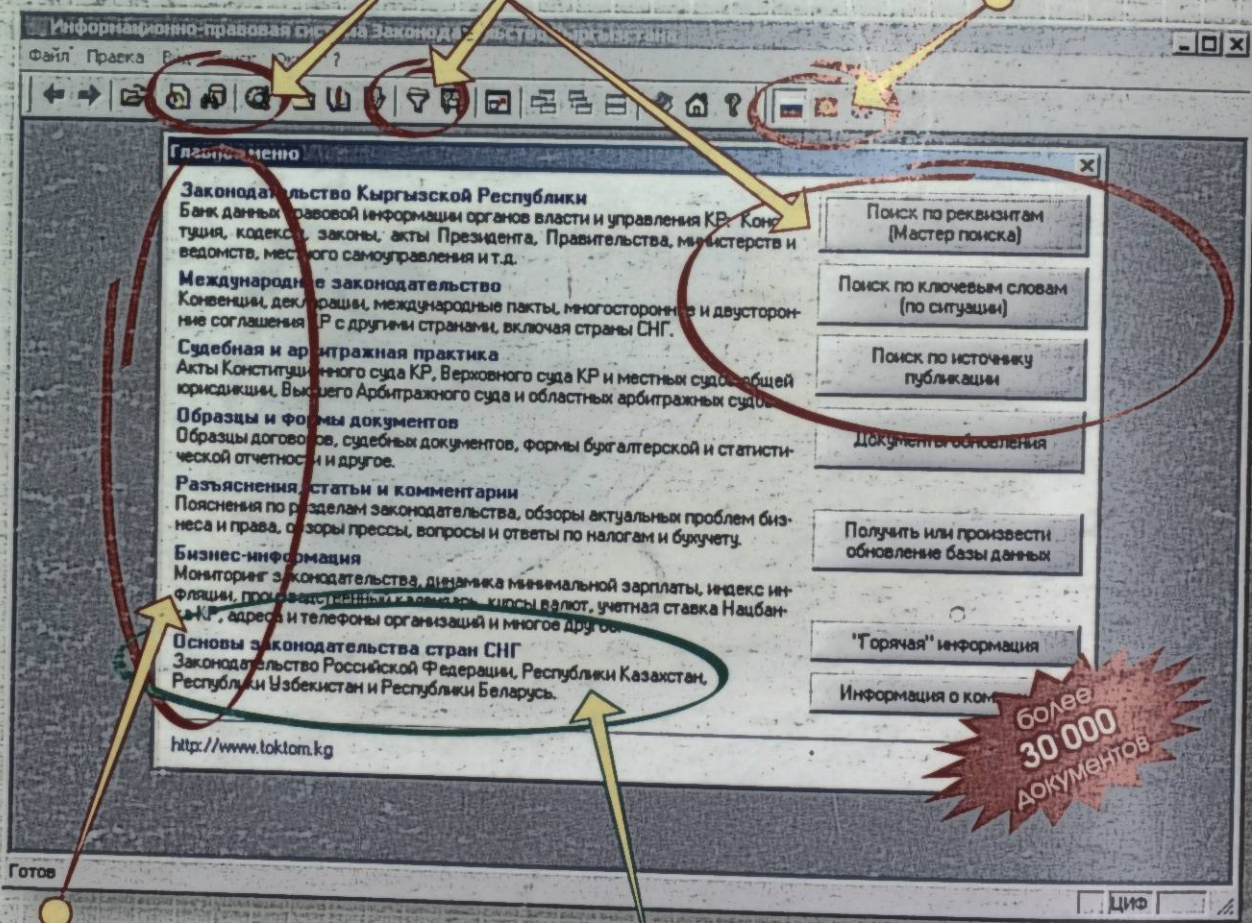 Информационно-правовая система Законодательство Кыргызстана
Файл Правка Вид ?
Главное меню
Законодательство Кыргызской Республики
Банк данных правовой информации органов власти и управления КР: Конс-
туция, кодексы, законы, акты Президента, Правительства, министерств и
ведомств, местного самоуправления и т.д.
Международное законодательство
Конвенции, декларации, международные пакты, многосторонние и двусторон-
ние соглашения КР с другими странами, включая страны СНГ.
Судебная и арбитражная практика
Акты Конституционного суда КР, Верховного суда КР и местных судов общей
юрисдикции, Высшего Арбитражного суда и областных арбитражных судов.
Образцы и формы документов
Образцы договоров, судебных документов, формы бухгалтерской и статисти-
ческой отчетности и другое.
Разъяснения, статьи и комментарии
Пояснения по разделам законодательства, обзоры актуальных проблем биз-
неса и права, обзоры прессы, вопросы и ответы по налогам и бухучету.
Бизнес-информация
Мониторинг законодательства, динамика минимальной зарплаты, индекс ин-
фляции, производственный календарь, курсы валют, учетная ставка Нацбан-
ка КР, адреса и телефоны организаций и многое другое.
Основы законодательства стран СНГ
Законодательство Российской Федерации, Республики Казахстан,
Республики Узбекистан и Республики Беларусь.
http://www.toktom.kg
Поиск по реквизитам
(Мастер поиска)
Поиск по ключевым словам
(по ситуации)
Поиск по источнику
публикации
Документы обновления
Получить или произвести
обновление базы данных
"Горячая" информация
Информация о ком
более
30 000
документов
Готов
ЦИФ